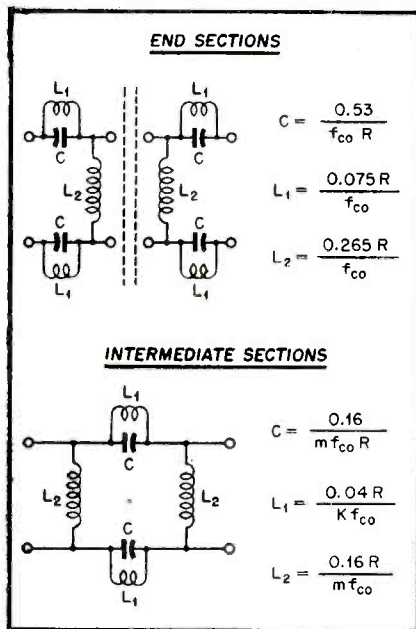 END SECTIONS
L₁ L₁
C C
L₂ L₂
C C
L₁ L₁
C = 0.53 / f_co R
L₁ = 0.075 R / f_co
L₂ = 0.265 R / f_co
INTERMEDIATE SECTIONS
L₁
C
L₂ L₂
C
L₁
C = 0.16 / m f_co R
L₁ = 0.04 R / K f_co
L₂ = 0.16 R / m f_co